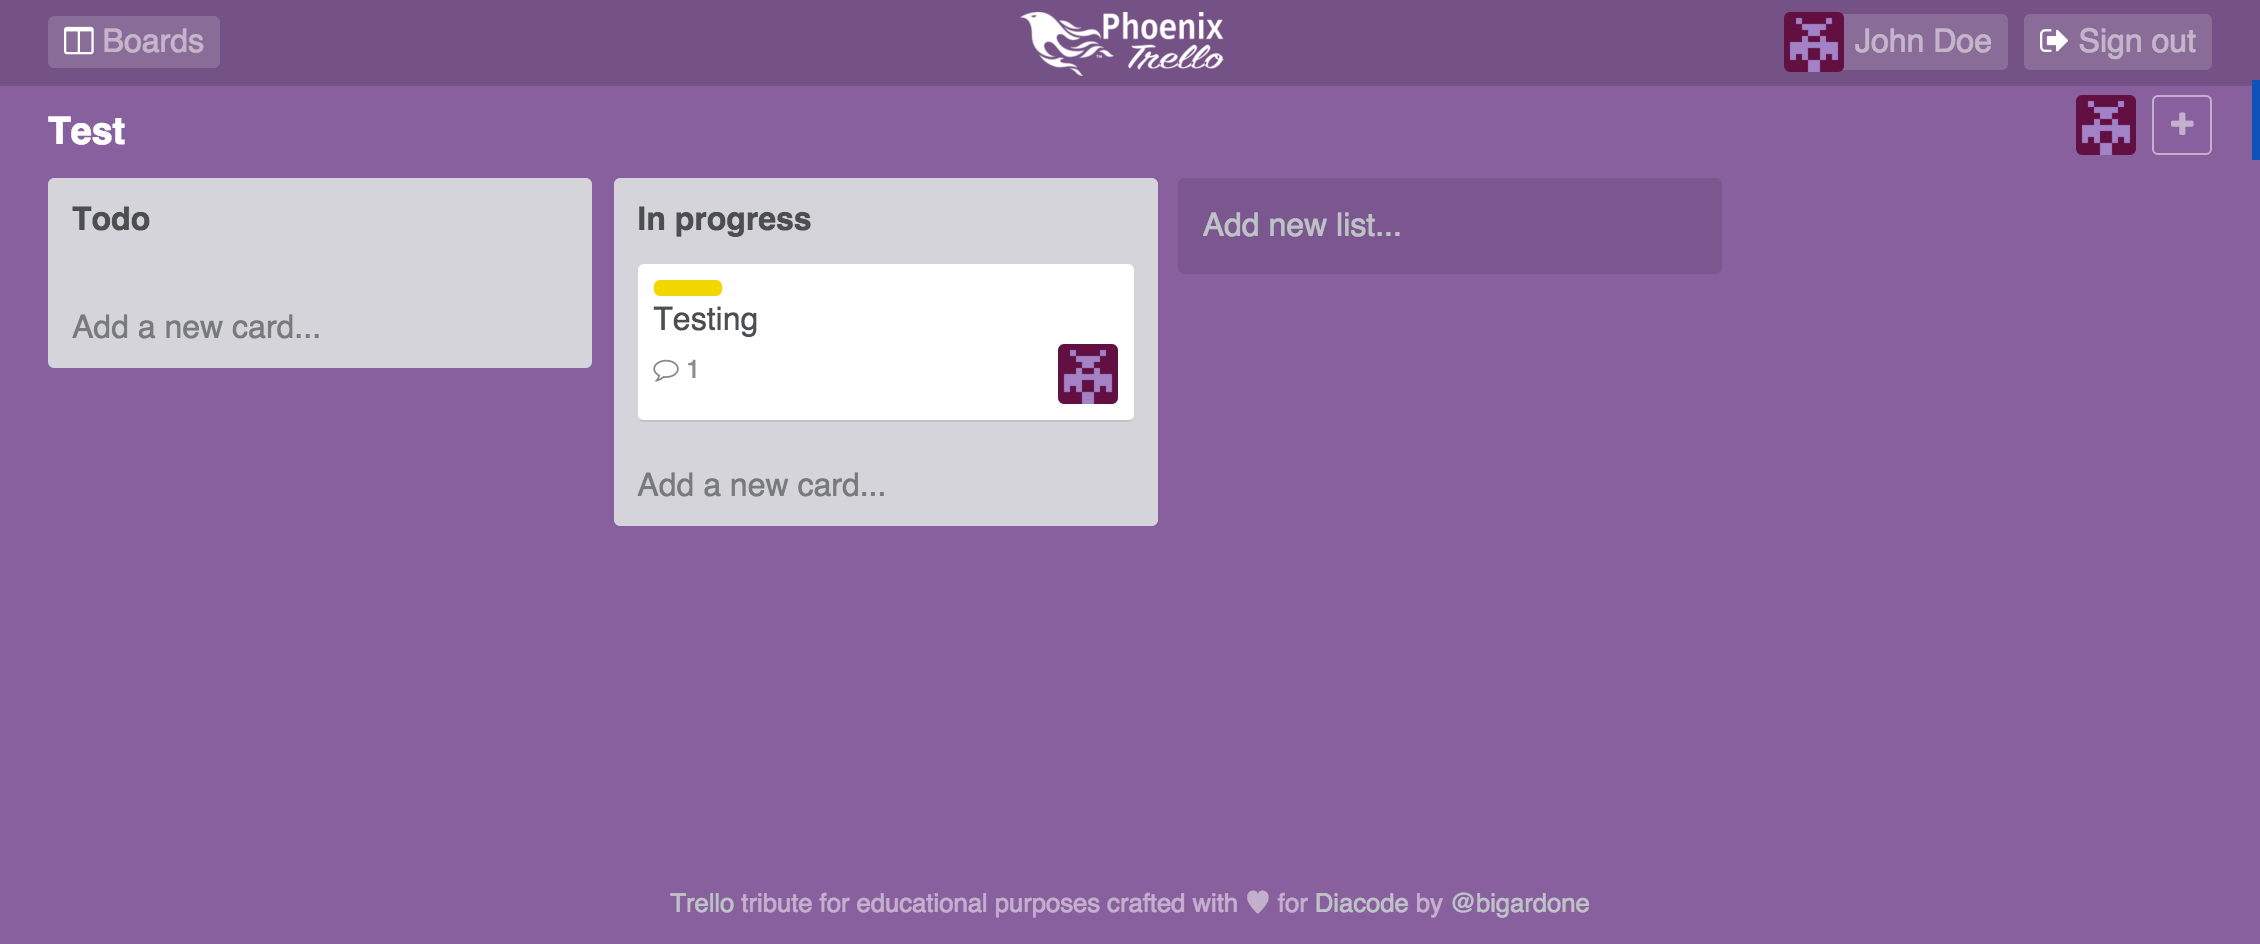 Boards
Phoenix
Trello
John Doe
Sign out
Test
Todo
Add a new card...
In progress
Testing
1
Add a new card...
Add new list...
Trello tribute for educational purposes crafted with ♥ for Diacode by @bigardone